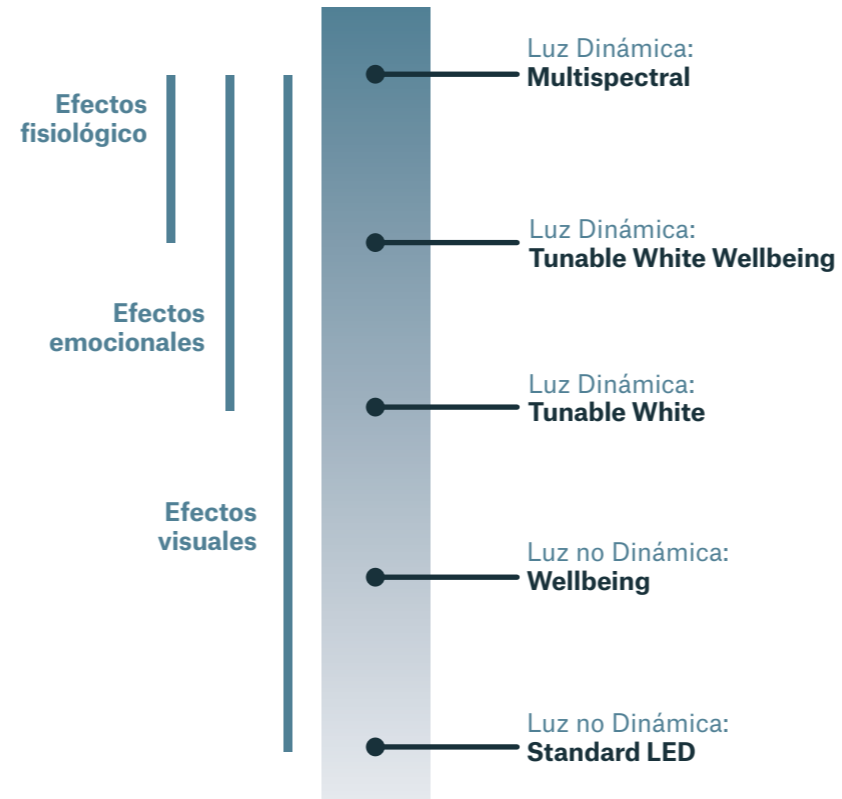 Luz Dinámica:
Multispectral
Efectos
fisiológico
Luz Dinámica:
Tunable White Wellbeing
Efectos
emocionales
Luz Dinámica:
Tunable White
Efectos
visuales
Luz no Dinámica:
Wellbeing
Luz no Dinámica:
Standard LED